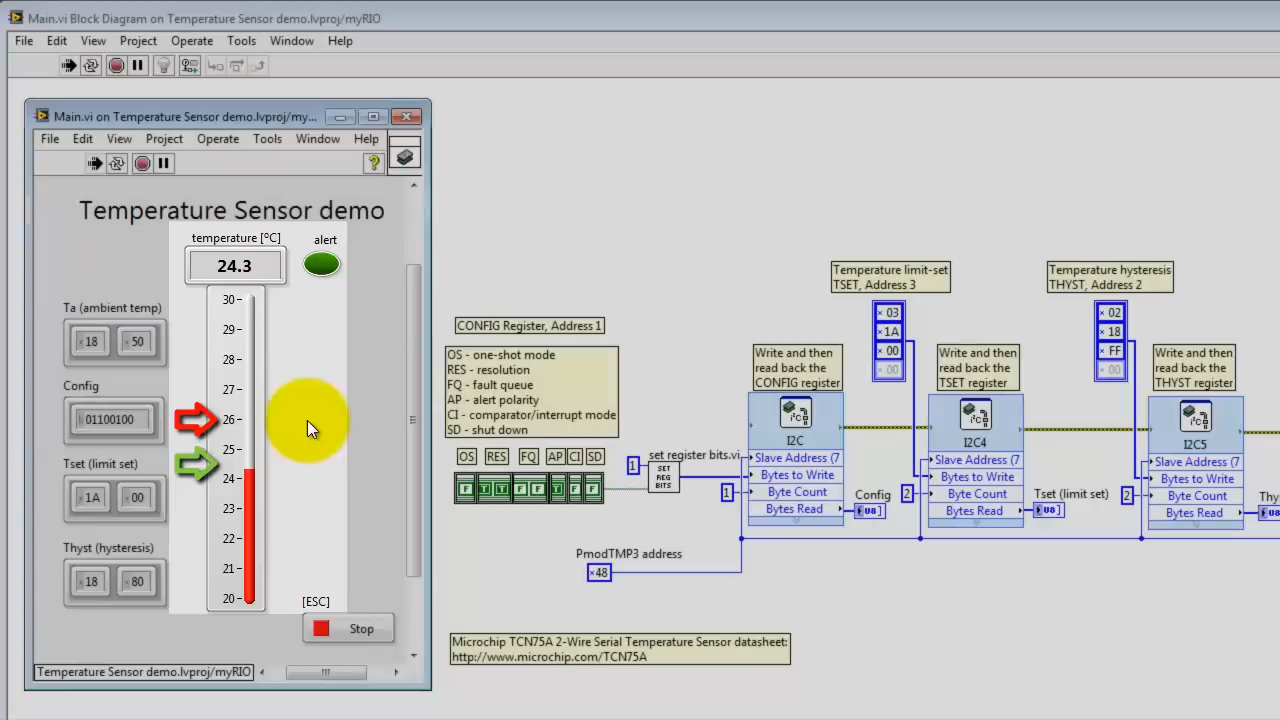 Main.vi Block Diagram on Temperature Sensor demo.lvproj/myRIO
File Edit View Project Operate Tools Window Help
Main.vi on Temperature Sensor demo.lvproj/my...
File Edit View Project Operate Tools Window Help
Temperature Sensor demo
temperature [°C]
alert
24.3
30
29
28
27
26
25
24
23
22
21
20
Ta (ambient temp)
x 18 x 50
Config
b 01100100
Tset (limit set)
x 1A x 00
Thyst (hysteresis)
x 18 x 80
[ESC]
Stop
Temperature Sensor demo.lvproj/myRIO
CONFIG Register, Address 1
OS - one-shot mode
RES - resolution
FQ - fault queue
AP - alert polarity
CI - comparator/interrupt mode
SD - shut down
OS RES FQ AP CI SD
F T T F F T F F
1
set register bits.vi
SET
REG
BITS
1
PmodTMP3 address
x 48
Write and then
read back the
CONFIG register
I2C
I2C
Slave Address (7
Bytes to Write
Byte Count
Bytes Read
Config
U8]
Temperature limit-set
TSET, Address 3
x 03
x 1A
x 00
x 00
Write and then
read back the
TSET register
I2C
I2C4
Slave Address (7
Bytes to Write
2
Byte Count
Bytes Read
Tset (limit set)
U8]
Temperature hysteresis
THYST, Address 2
x 02
x 18
x FF
x 00
Write and then
read back the
THYST register
I2C
I2C5
Slave Address (7
Bytes to Write
2
Byte Count
Bytes Read
Thy
U8
Microchip TCN75A 2-Wire Serial Temperature Sensor datasheet:
http://www.microchip.com/TCN75A